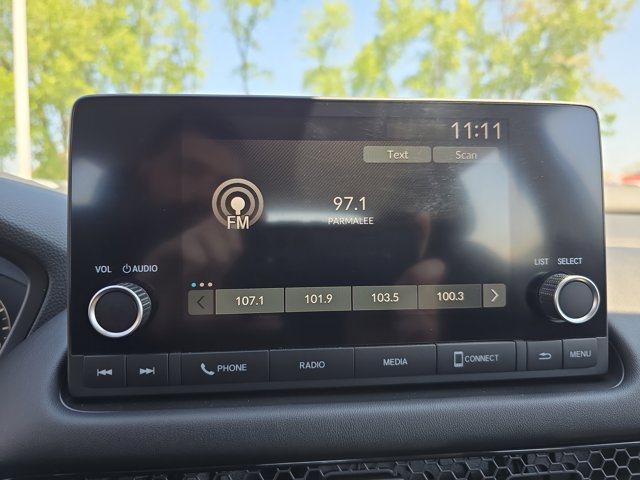 11:11
Text Scan
FM
97.1
PARMALEE
VOL AUDIO
LIST SELECT
107.1 101.9 103.5 100.3
PHONE RADIO MEDIA CONNECT MENU